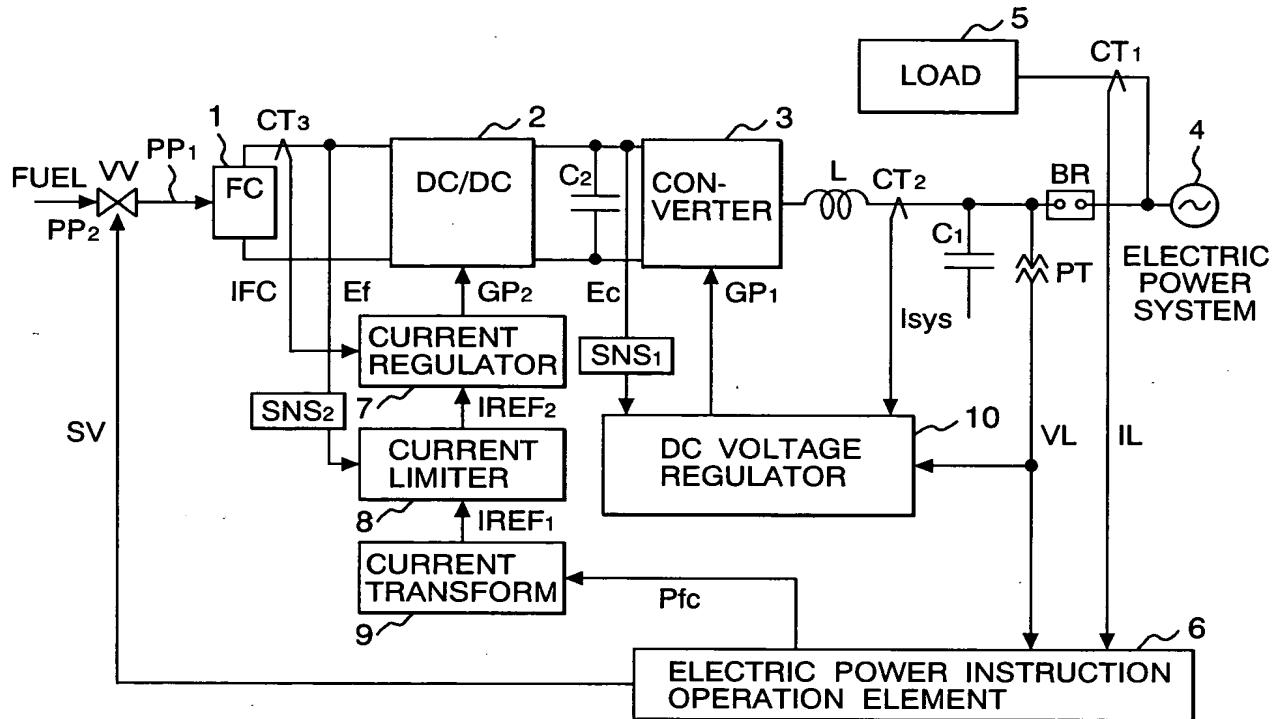 5
LOAD
CT1
1
CT3
2
3
4
FUEL
VV
PP1
PP2
FC
DC/DC
C2
CON-
VERTER
L
CT2
BR
C1
PT
ELECTRIC
POWER
SYSTEM
IFC
Ef
GP2
Ec
GP1
Isys
CURRENT
REGULATOR
7
SNS1
SNS2
IREF2
SV
CURRENT
LIMITER
8
DC VOLTAGE
REGULATOR
10
VL
IL
IREF1
CURRENT
TRANSFORM
9
Pfc
6
ELECTRIC POWER INSTRUCTION
OPERATION ELEMENT